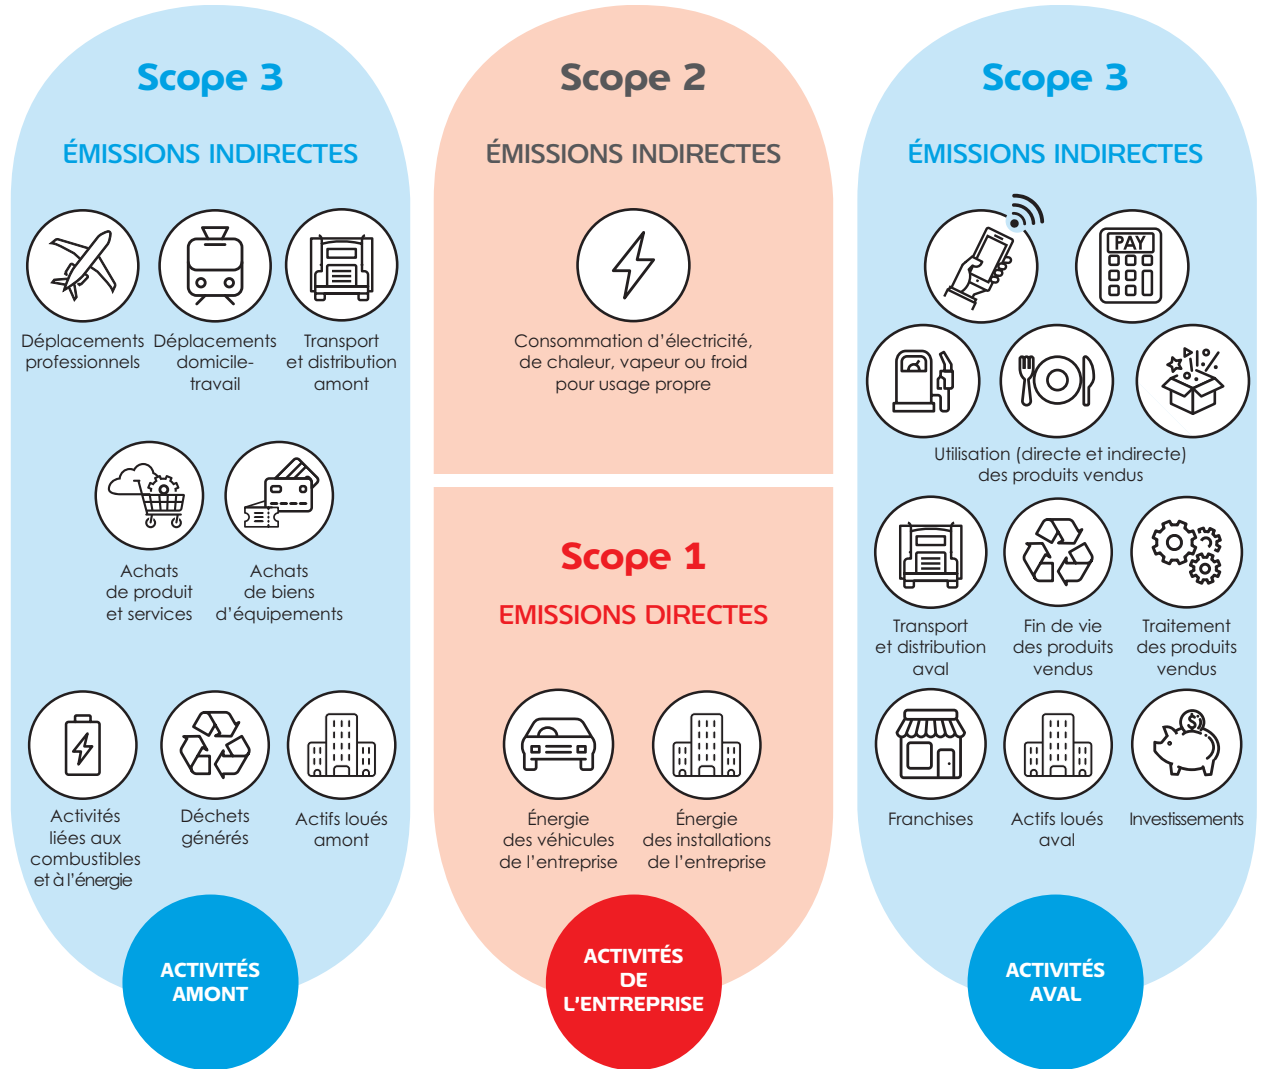 Scope 3
ÉMISSIONS INDIRECTES
Déplacements
professionnels
Déplacements
domicile-
travail
Transport
et distribution
amont
Achats
de produit
et services
Achats
de biens
d'équipements
Activités
liées aux
combustibles
et à l'énergie
Déchets
générés
Actifs loués
amont
ACTIVITÉS
AMONT
Scope 2
ÉMISSIONS INDIRECTES
Consommation d'électricité,
de chaleur, vapeur ou froid
pour usage propre
Scope 1
EMISSIONS DIRECTES
Énergie
des véhicules
de l'entreprise
Énergie
des installations
de l'entreprise
ACTIVITÉS
DE
L'ENTREPRISE
Scope 3
ÉMISSIONS INDIRECTES
PAY
Utilisation (directe et indirecte)
des produits vendus
Transport
et distribution
aval
Fin de vie
des produits
vendus
Traitement
des produits
vendus
Franchises
Actifs loués
aval
$
Investissements
ACTIVITÉS
AVAL